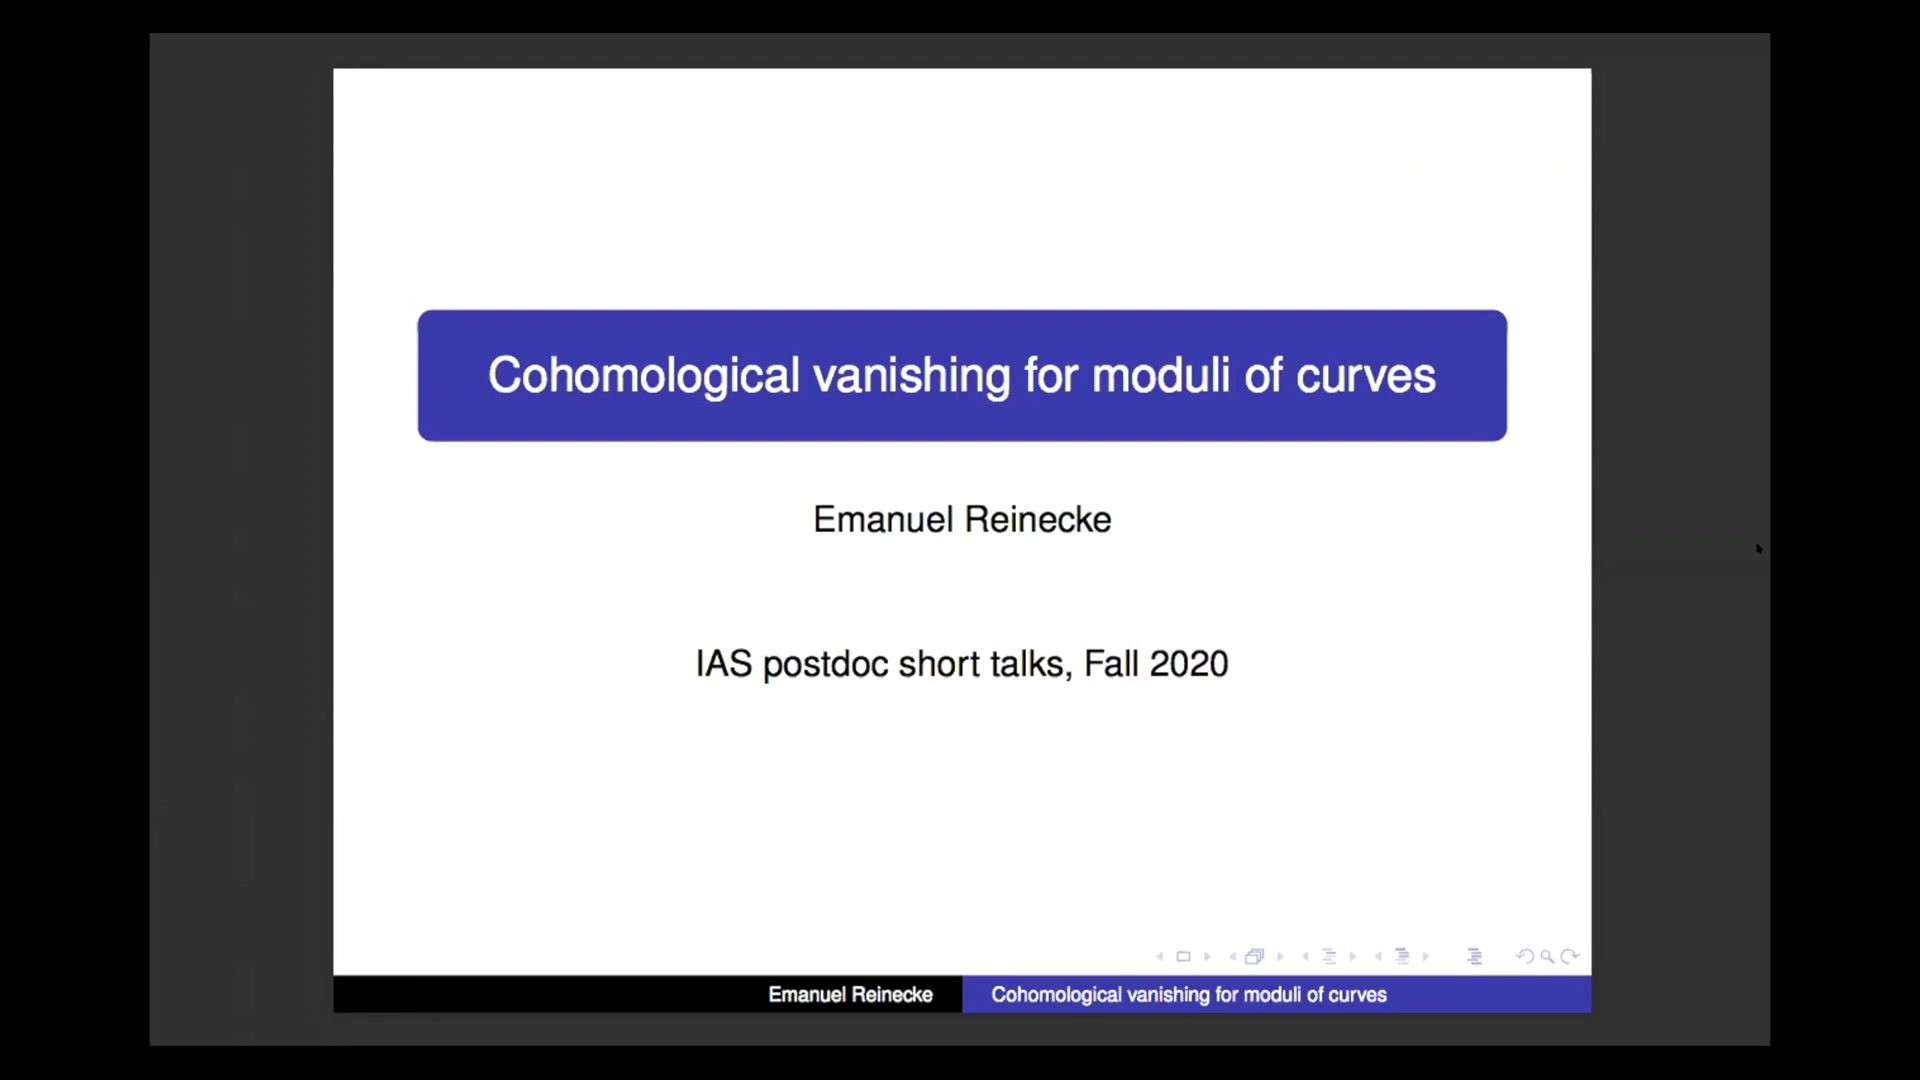 Cohomological vanishing for moduli of curves
Emanuel Reinecke
IAS postdoc short talks, Fall 2020
Emanuel Reinecke
Cohomological vanishing for moduli of curves